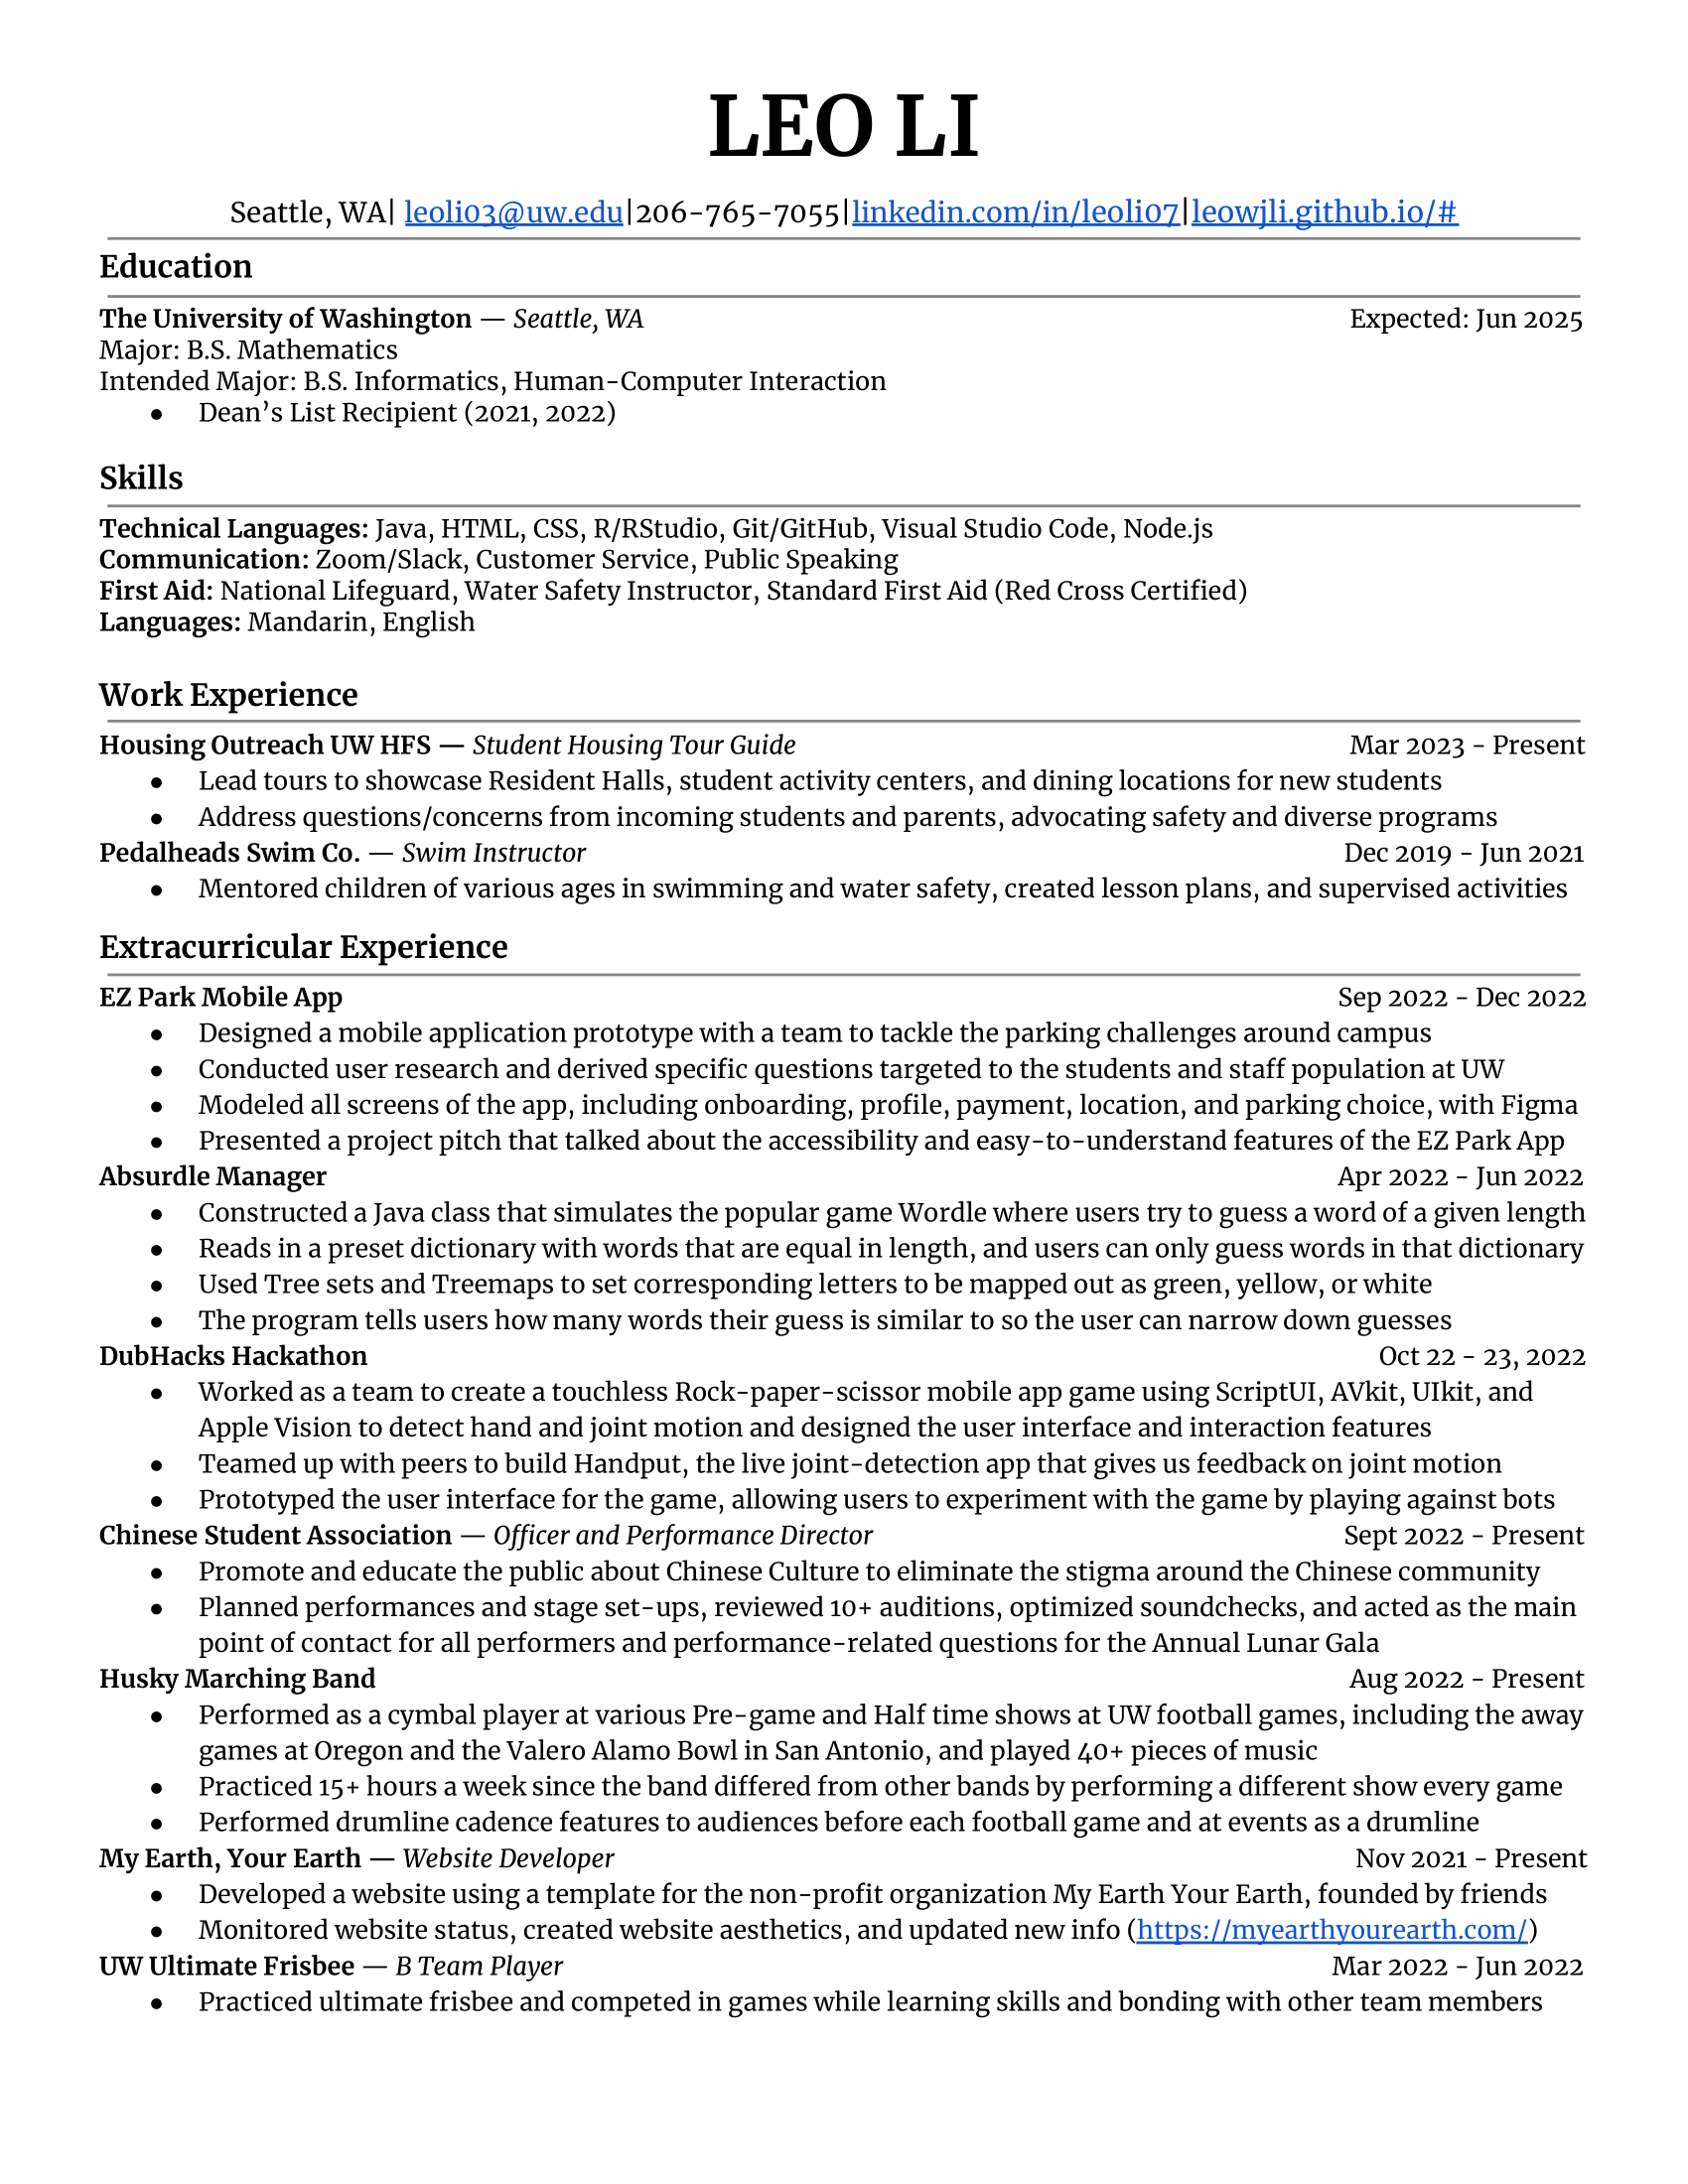 LEO LI
Seattle, WA| leoli03@uw.edu|206-765-7055|linkedin.com/in/leoli07|leowjli.github.io/#
Education
The University of Washington — Seattle, WA Expected: Jun 2025
Major: B.S. Mathematics
Intended Major: B.S. Informatics, Human-Computer Interaction
● Dean’s List Recipient (2021, 2022)
Skills
Technical Languages: Java, HTML, CSS, R/RStudio, Git/GitHub, Visual Studio Code, Node.js
Communication: Zoom/Slack, Customer Service, Public Speaking
First Aid: National Lifeguard, Water Safety Instructor, Standard First Aid (Red Cross Certified)
Languages: Mandarin, English
Work Experience
Housing Outreach UW HFS — Student Housing Tour Guide Mar 2023 - Present
● Lead tours to showcase Resident Halls, student activity centers, and dining locations for new students
● Address questions/concerns from incoming students and parents, advocating safety and diverse programs
Pedalheads Swim Co. — Swim Instructor Dec 2019 - Jun 2021
● Mentored children of various ages in swimming and water safety, created lesson plans, and supervised activities
Extracurricular Experience
EZ Park Mobile App Sep 2022 - Dec 2022
● Designed a mobile application prototype with a team to tackle the parking challenges around campus
● Conducted user research and derived specific questions targeted to the students and staff population at UW
● Modeled all screens of the app, including onboarding, profile, payment, location, and parking choice, with Figma
● Presented a project pitch that talked about the accessibility and easy-to-understand features of the EZ Park App
Absurdle Manager Apr 2022 - Jun 2022
● Constructed a Java class that simulates the popular game Wordle where users try to guess a word of a given length
● Reads in a preset dictionary with words that are equal in length, and users can only guess words in that dictionary
● Used Tree sets and Treemaps to set corresponding letters to be mapped out as green, yellow, or white
● The program tells users how many words their guess is similar to so the user can narrow down guesses
DubHacks Hackathon Oct 22 - 23, 2022
● Worked as a team to create a touchless Rock-paper-scissor mobile app game using ScriptUI, AVkit, UIkit, and
Apple Vision to detect hand and joint motion and designed the user interface and interaction features
● Teamed up with peers to build Handput, the live joint-detection app that gives us feedback on joint motion
● Prototyped the user interface for the game, allowing users to experiment with the game by playing against bots
Chinese Student Association — Officer and Performance Director Sept 2022 - Present
● Promote and educate the public about Chinese Culture to eliminate the stigma around the Chinese community
● Planned performances and stage set-ups, reviewed 10+ auditions, optimized soundchecks, and acted as the main
point of contact for all performers and performance-related questions for the Annual Lunar Gala
Husky Marching Band Aug 2022 - Present
● Performed as a cymbal player at various Pre-game and Half time shows at UW football games, including the away
games at Oregon and the Valero Alamo Bowl in San Antonio, and played 40+ pieces of music
● Practiced 15+ hours a week since the band differed from other bands by performing a different show every game
● Performed drumline cadence features to audiences before each football game and at events as a drumline
My Earth, Your Earth — Website Developer Nov 2021 - Present
● Developed a website using a template for the non-profit organization My Earth Your Earth, founded by friends
● Monitored website status, created website aesthetics, and updated new info (https://myearthyourearth.com/)
UW Ultimate Frisbee — B Team Player Mar 2022 - Jun 2022
● Practiced ultimate frisbee and competed in games while learning skills and bonding with other team members